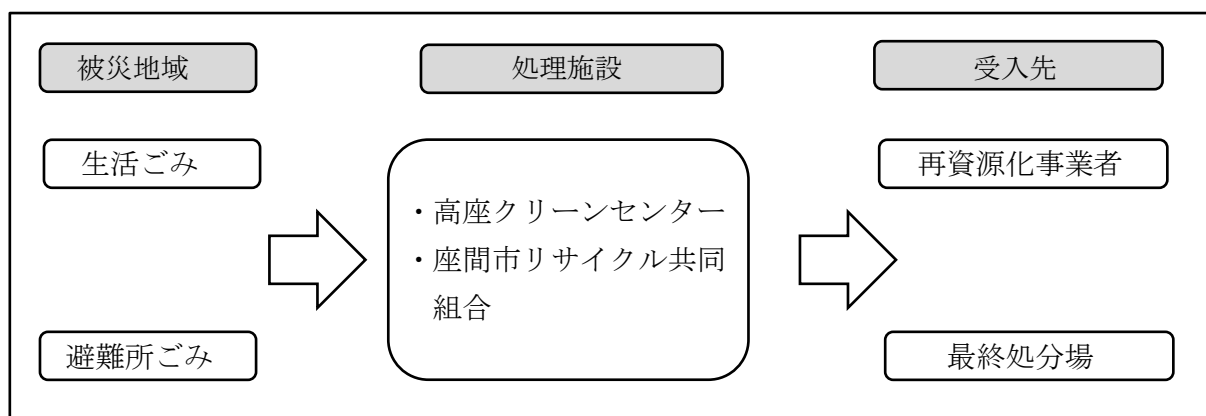 被災地域
処理施設
受入先
生活ごみ
再資源化事業者
・高座クリーンセンター
・座間市リサイクル共同
組合
避難所ごみ
最終処分場